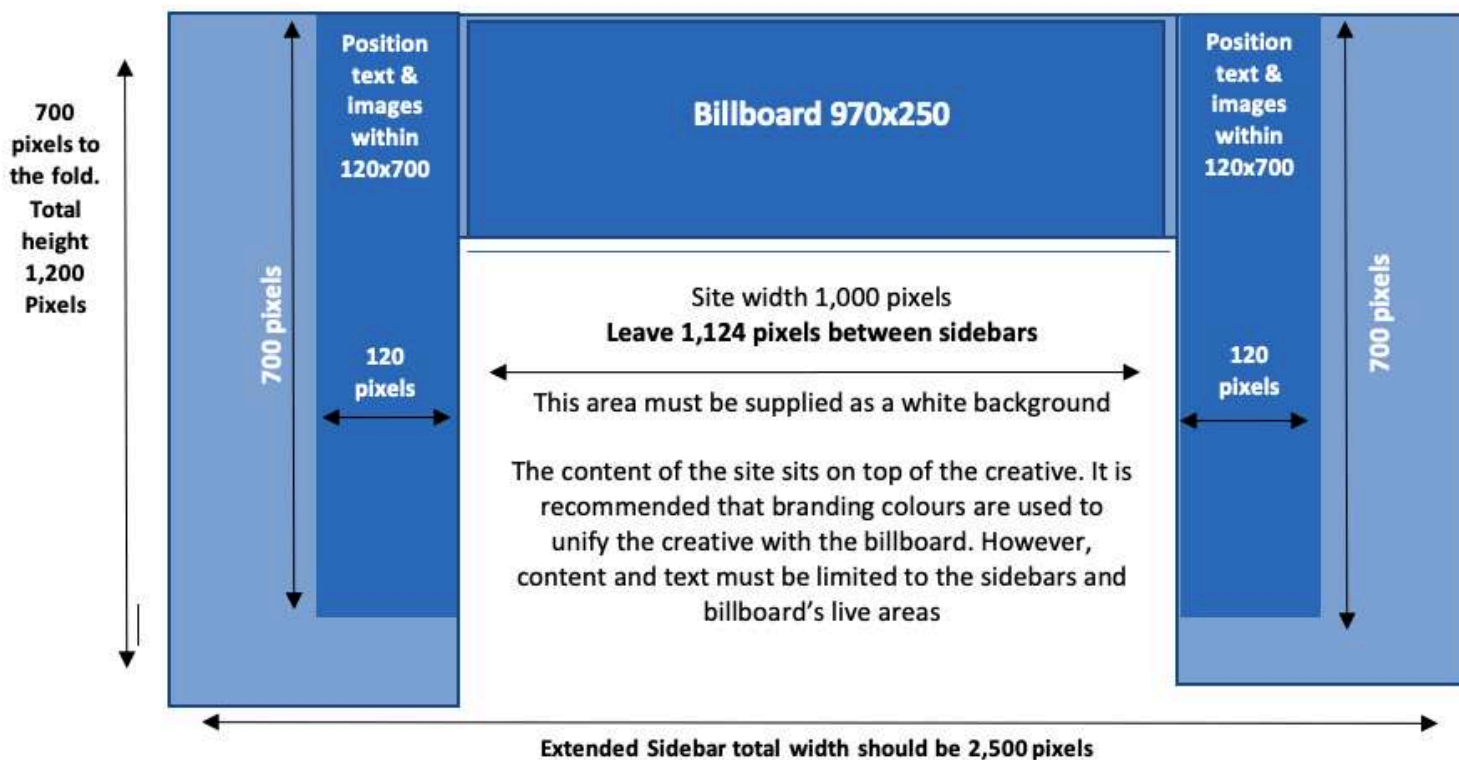 700
pixels to
the fold.
Total
height
1,200
Pixels
700 pixels
Position
text &
images
within
120x700
120
pixels
Billboard 970x250
Site width 1,000 pixels
Leave 1,124 pixels between sidebars
This area must be supplied as a white background
The content of the site sits on top of the creative. It is
recommended that branding colours are used to
unify the creative with the billboard. However,
content and text must be limited to the sidebars and
billboard’s live areas
Position
text &
images
within
120x700
120
pixels
700 pixels
Extended Sidebar total width should be 2,500 pixels